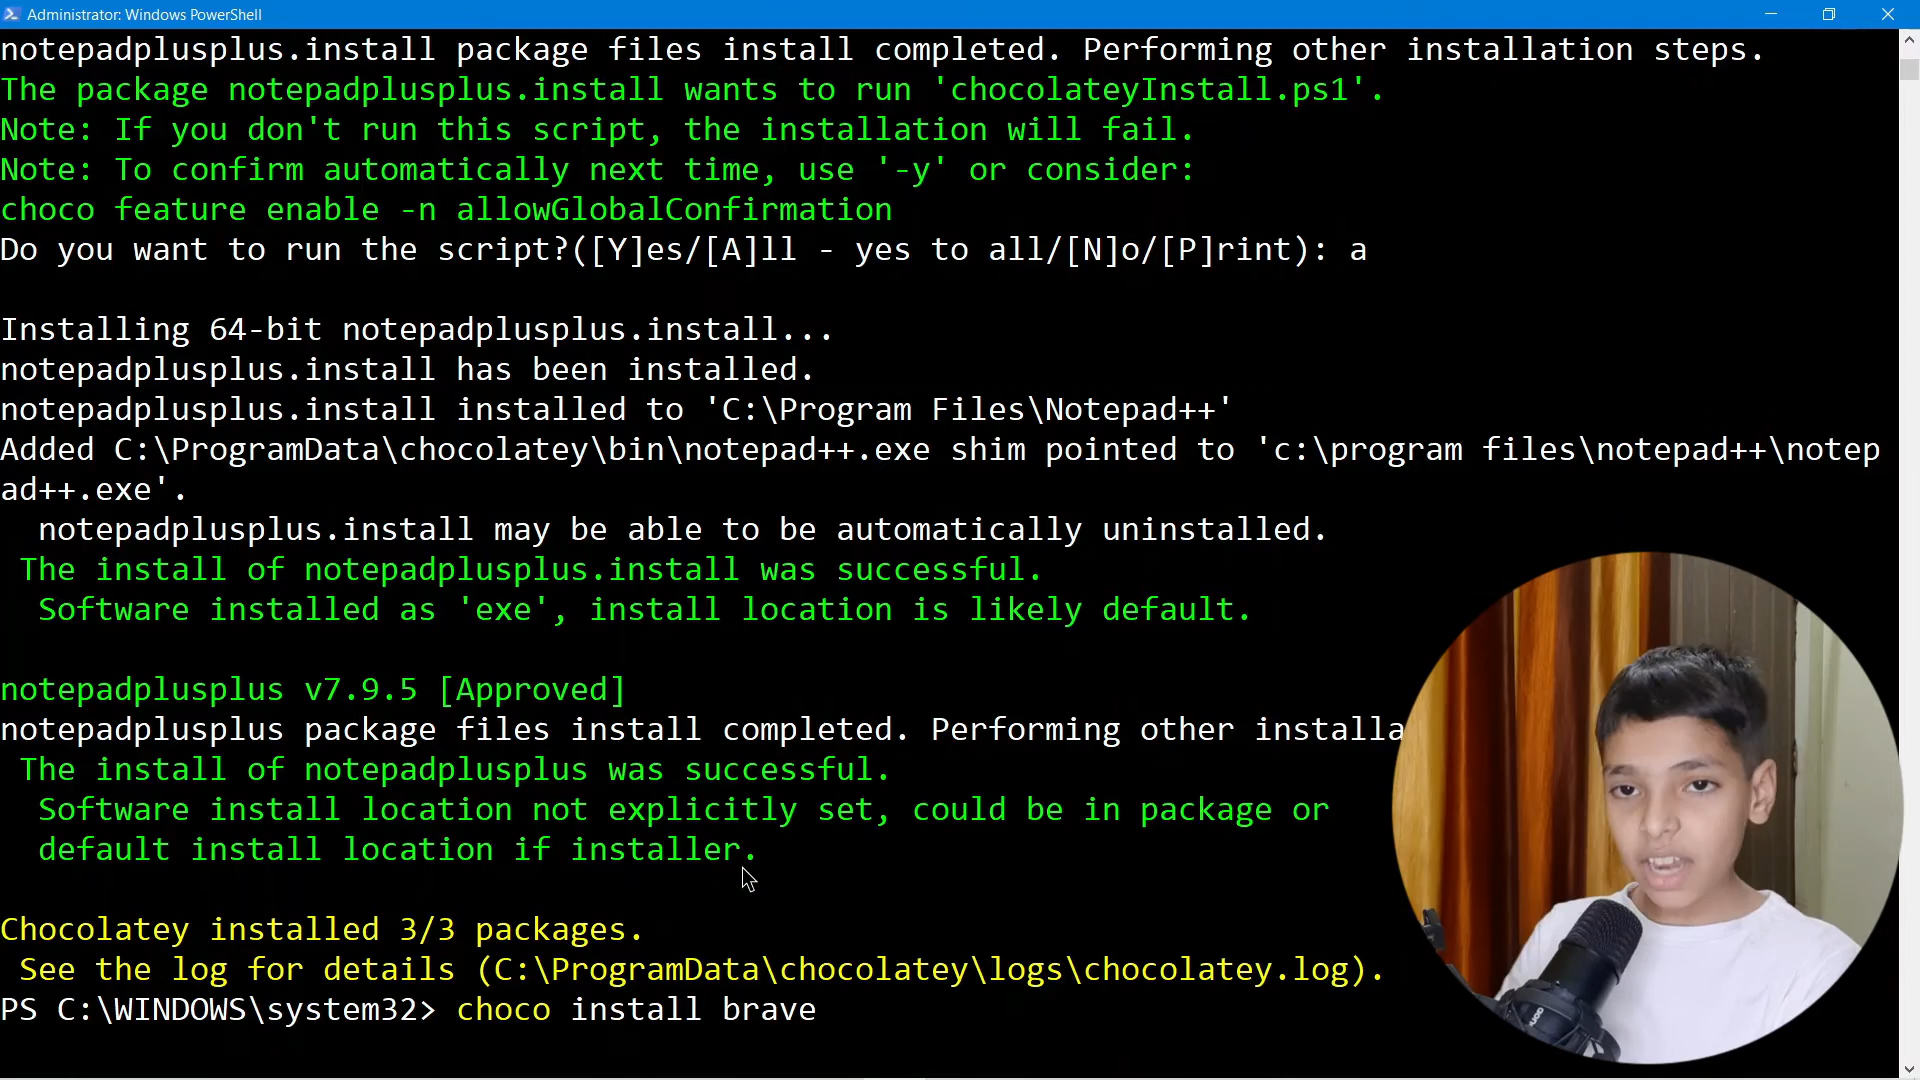 Administrator: Windows PowerShell
notepadplusplus.install package files install completed. Performing other installation steps.
The package notepadplusplus.install wants to run 'chocolateyInstall.ps1'.
Note: If you don't run this script, the installation will fail.
Note: To confirm automatically next time, use '-y' or consider:
choco feature enable -n allowGlobalConfirmation
Do you want to run the script?([Y]es/[A]ll - yes to all/[N]o/[P]rint): a
Installing 64-bit notepadplusplus.install...
notepadplusplus.install has been installed.
notepadplusplus.install installed to 'C:\Program Files\Notepad++'
Added C:\ProgramData\chocolatey\bin\notepad++.exe shim pointed to 'c:\program files\notepad++\notep
ad++.exe'.
notepadplusplus.install may be able to be automatically uninstalled.
The install of notepadplusplus.install was successful.
Software installed as 'exe', install location is likely default.
notepadplusplus v7.9.5 [Approved]
notepadplusplus package files install completed. Performing other installa
The install of notepadplusplus was successful.
Software install location not explicitly set, could be in package or
default install location if installer.
Chocolatey installed 3/3 packages.
See the log for details (C:\ProgramData\chocolatey\logs\chocolatey.log).
PS C:\WINDOWS\system32> choco install brave